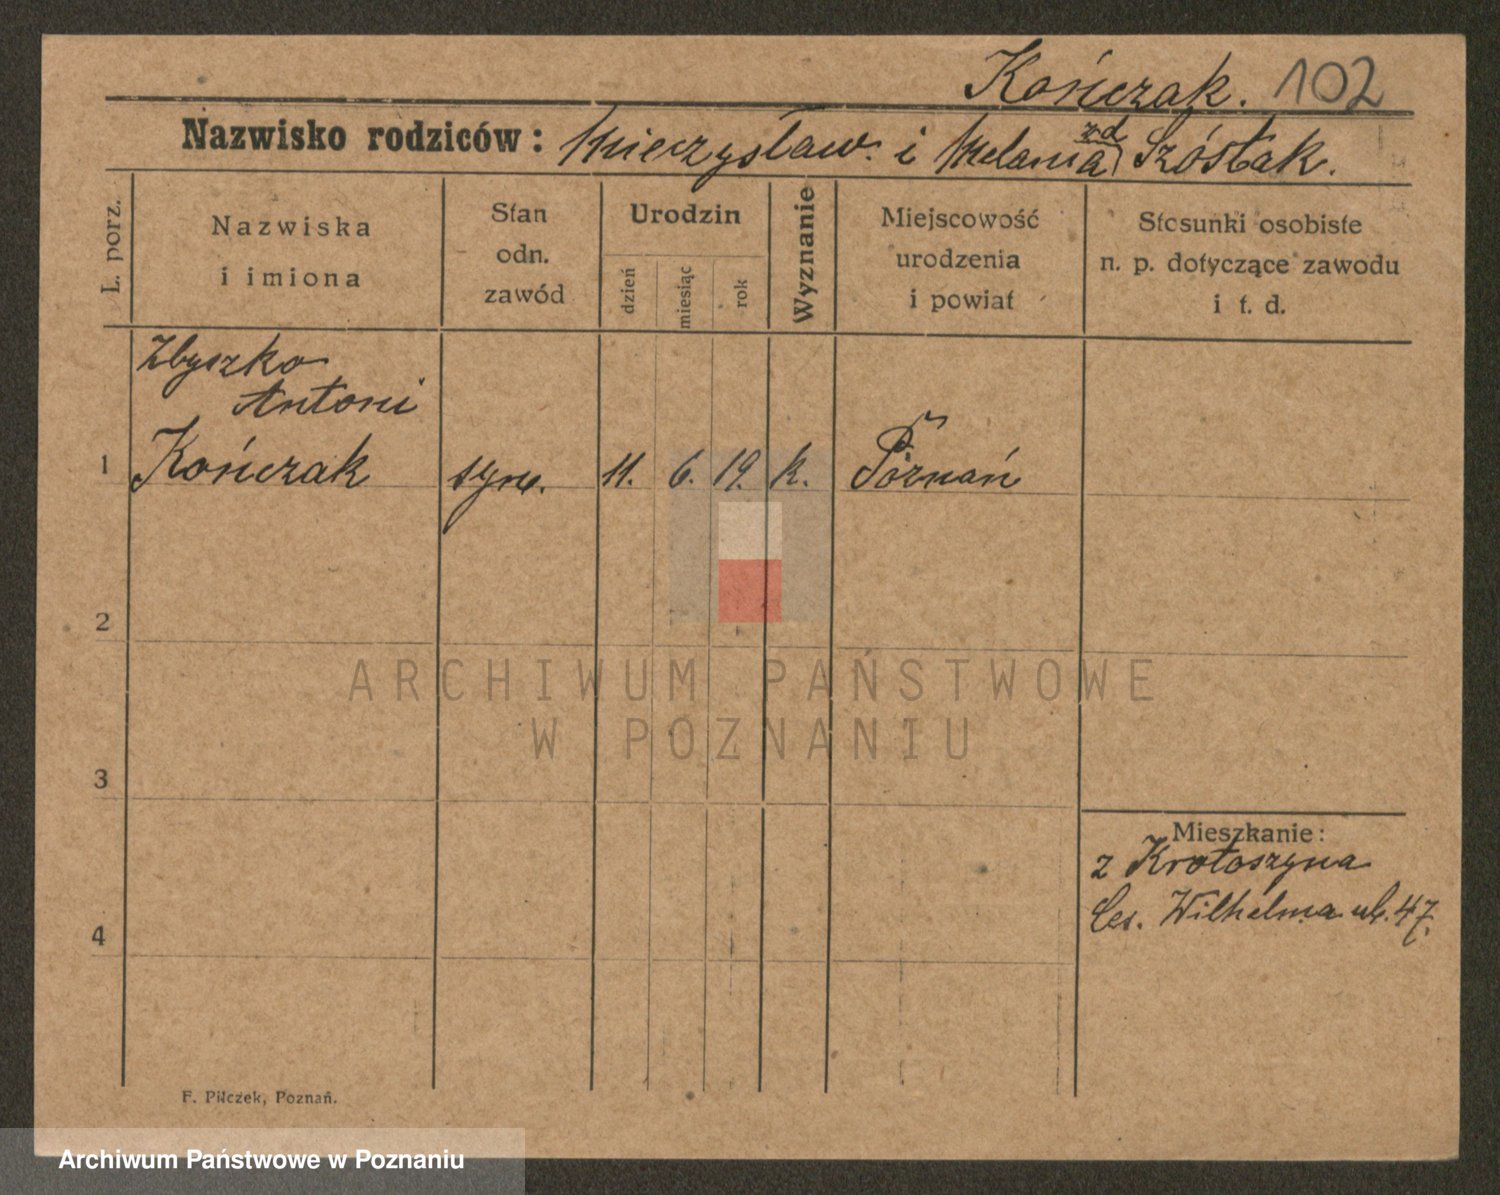 Kończak. 102
Nazwisko rodziców: Mieczysław. i Melania zd Szóstak.
L. porz.
Nazwiska
i imiona
Stan
odn.
zawód
Urodzin
dzień
miesiąc
rok
Wyznanie
Miejscowość
urodzenia
i powiat
Stosunki osobiste
n. p. dotyczące zawodu
i t. d.
Zbyszko
Antoni
1 Kończak syn. 11. 6. 19. k. Poznań
2
3
4
Mieszkanie:
z Krotoszyna
Ces. Wilhelma ul. 47.
F. Pilczek, Poznań.
ARCHIWUM PAŃSTWOWE
W POZNANIU
Archiwum Państwowe w Poznaniu